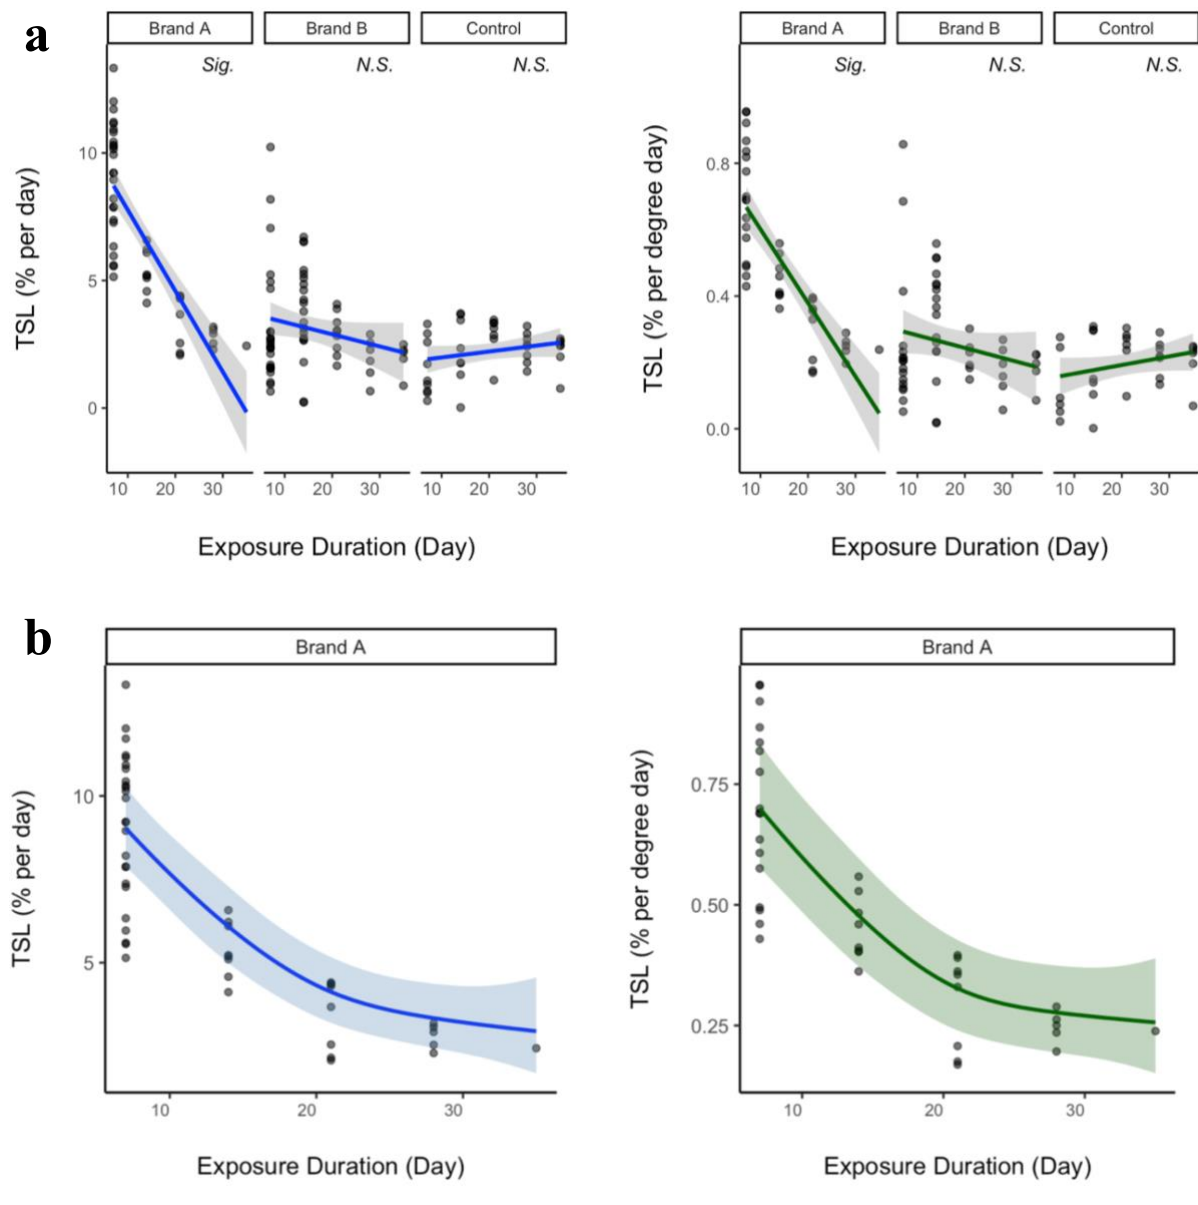 a
Brand A Brand B Control
Sig. N.S. N.S.
TSL (% per day)
10
5
0
10 20 30 10 20 30 10 20 30
Exposure Duration (Day)
Brand A Brand B Control
Sig. N.S. N.S.
TSL (% per degree day)
0.8
0.4
0.0
10 20 30 10 20 30 10 20 30
Exposure Duration (Day)
b
Brand A
TSL (% per day)
10
5
10 20 30
Exposure Duration (Day)
Brand A
TSL (% per degree day)
0.75
0.50
0.25
10 20 30
Exposure Duration (Day)